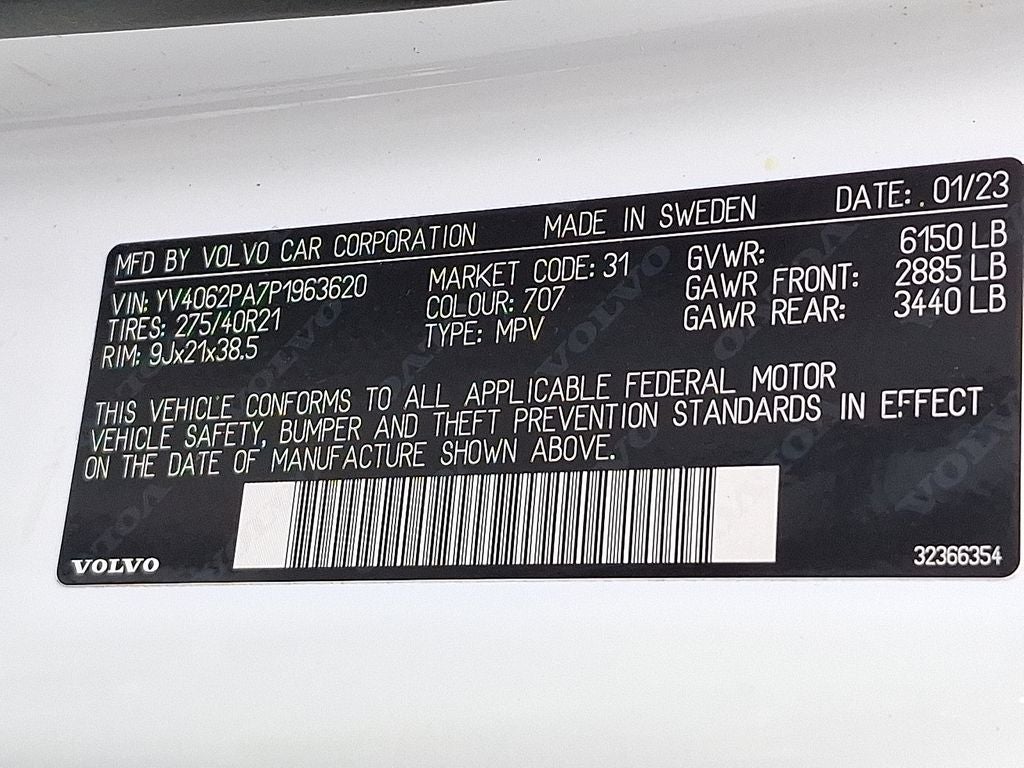 MFD BY VOLVO CAR CORPORATION MADE IN SWEDEN DATE: 01/23
VIN: YV4062PA7P1963620 MARKET CODE: 31 GVWR: 6150 LB
TIRES: 275/40R21 COLOUR: 707 GAWR FRONT: 2885 LB
RIM: 9Jx21x38.5 TYPE: MPV GAWR REAR: 3440 LB
THIS VEHICLE CONFORMS TO ALL APPLICABLE FEDERAL MOTOR
VEHICLE SAFETY, BUMPER AND THEFT PREVENTION STANDARDS IN EFFECT
ON THE DATE OF MANUFACTURE SHOWN ABOVE.
VOLVO 32366354